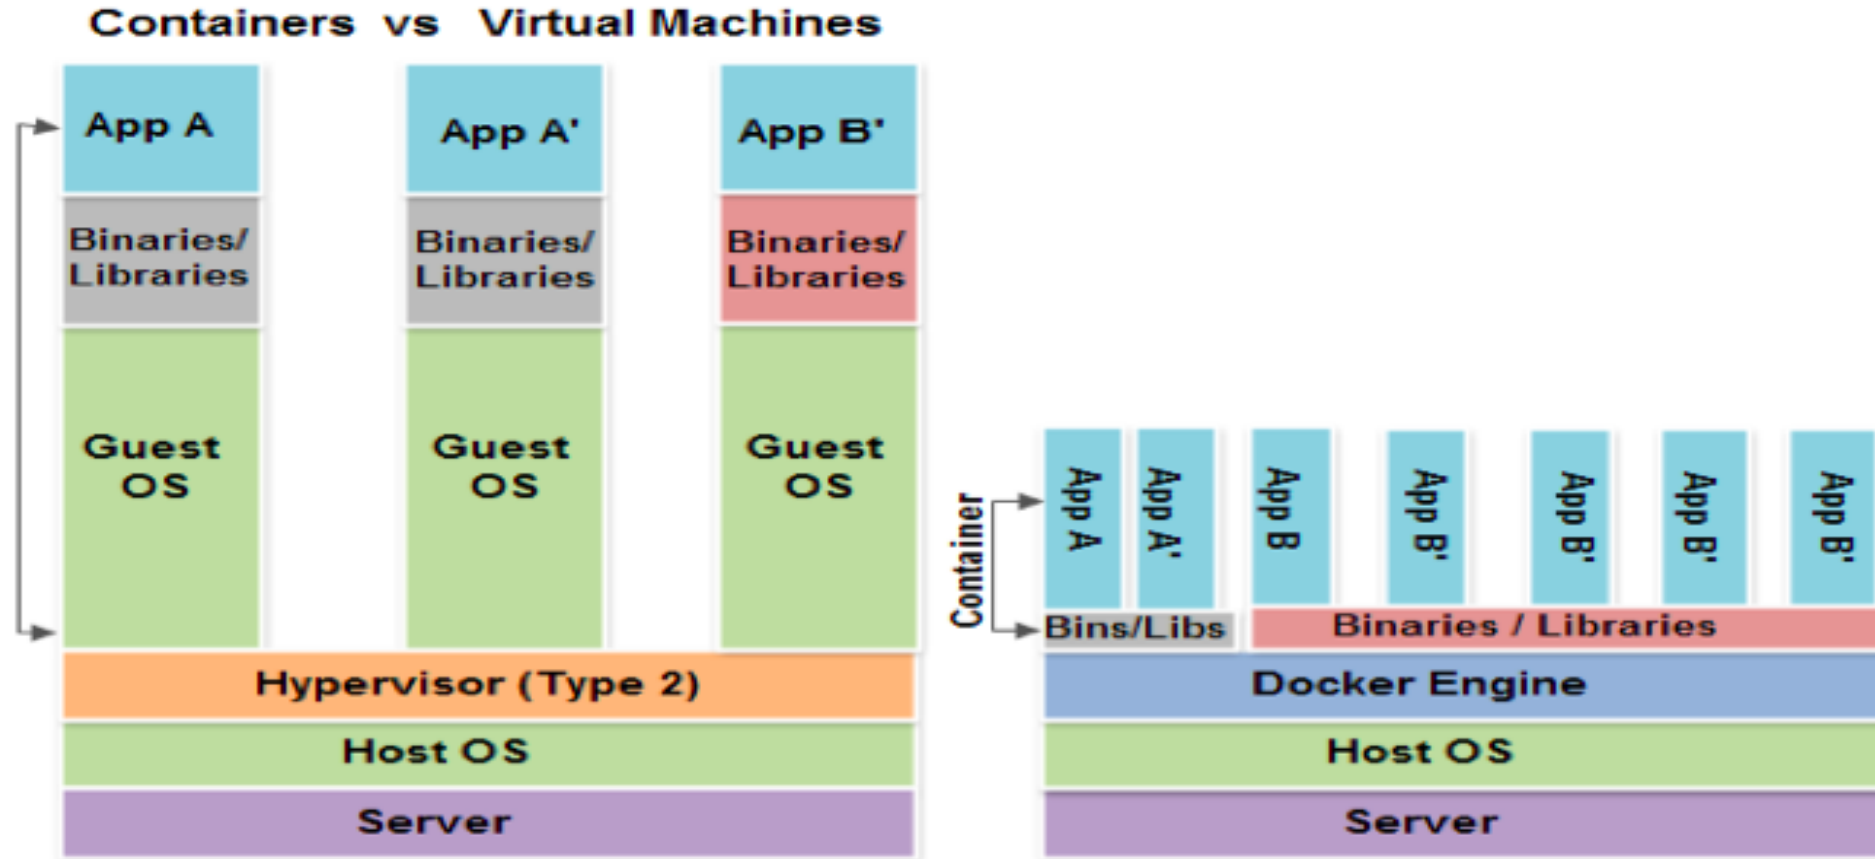 Containers vs Virtual Machines
App A
App A'
App B'
Binaries/
Libraries
Binaries/
Libraries
Binaries/
Libraries
Guest
OS
Guest
OS
Guest
OS
Hypervisor (Type 2)
Host OS
Server
Container
App A
App A'
App B
App B'
App B'
App B'
App B'
Bins/Libs
Binaries / Libraries
Docker Engine
Host OS
Server